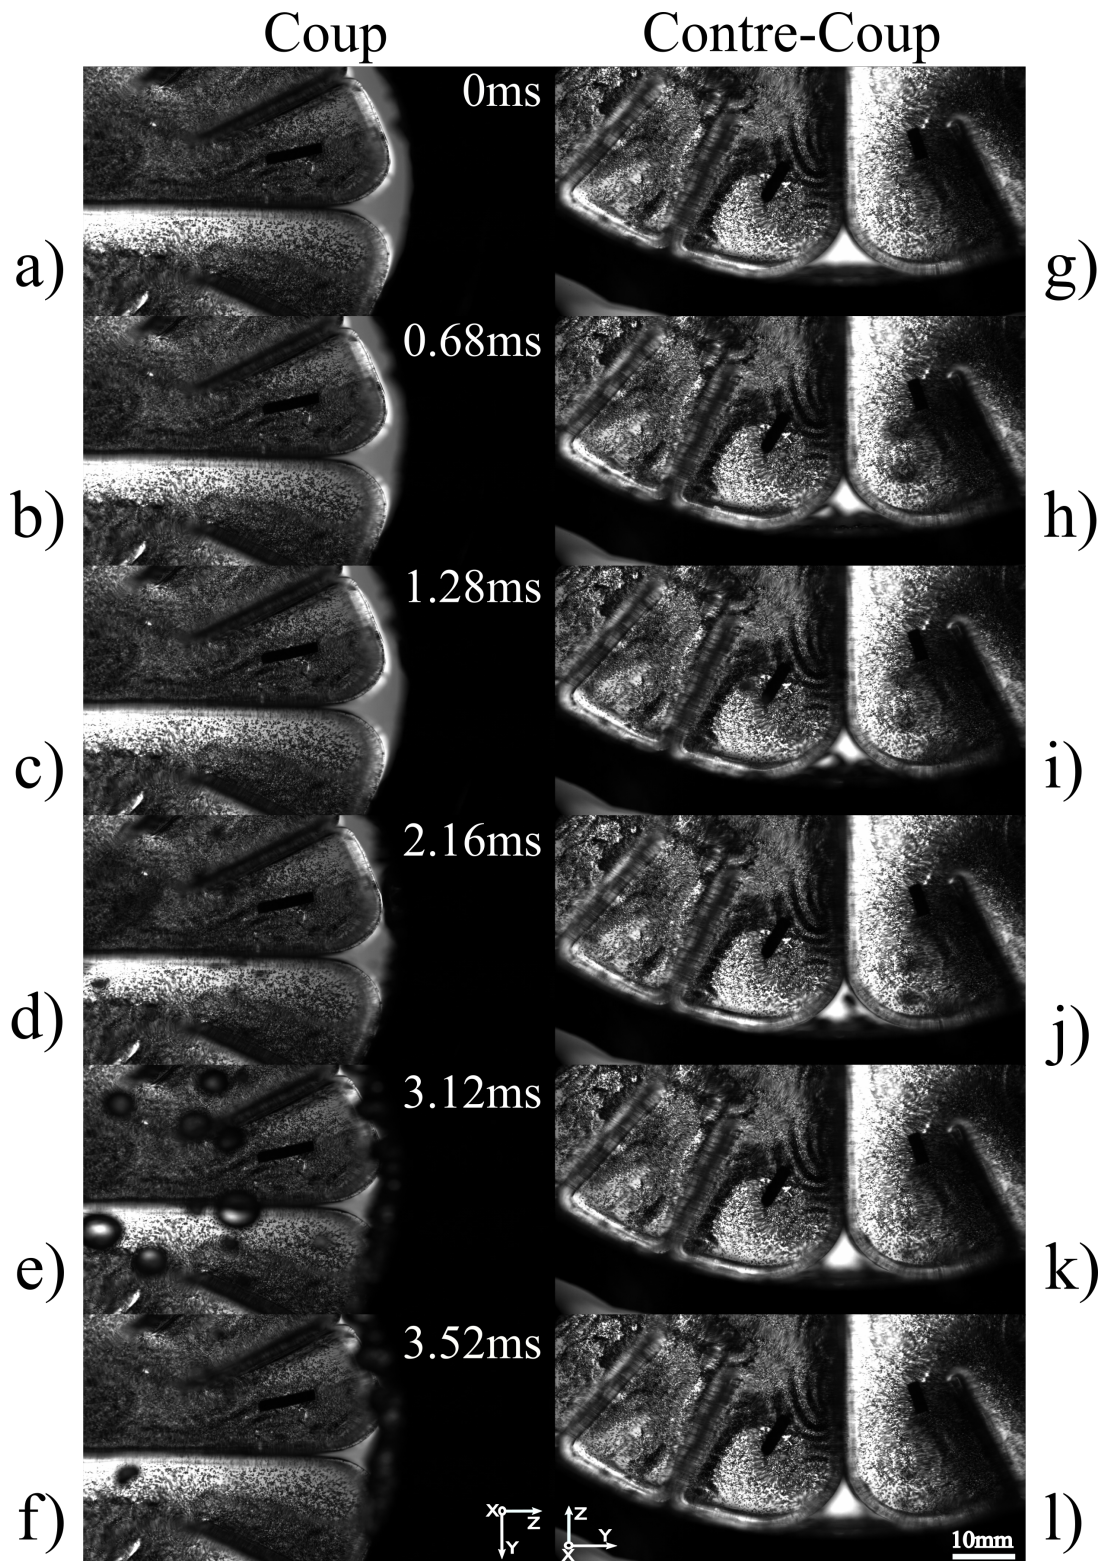 Coup Contre-Coup
0ms
a) g)
0.68ms
b) h)
1.28ms
c) i)
2.16ms
d) j)
3.12ms
e) k)
3.52ms
f) l)
X Z Y
Z Y X
10mm